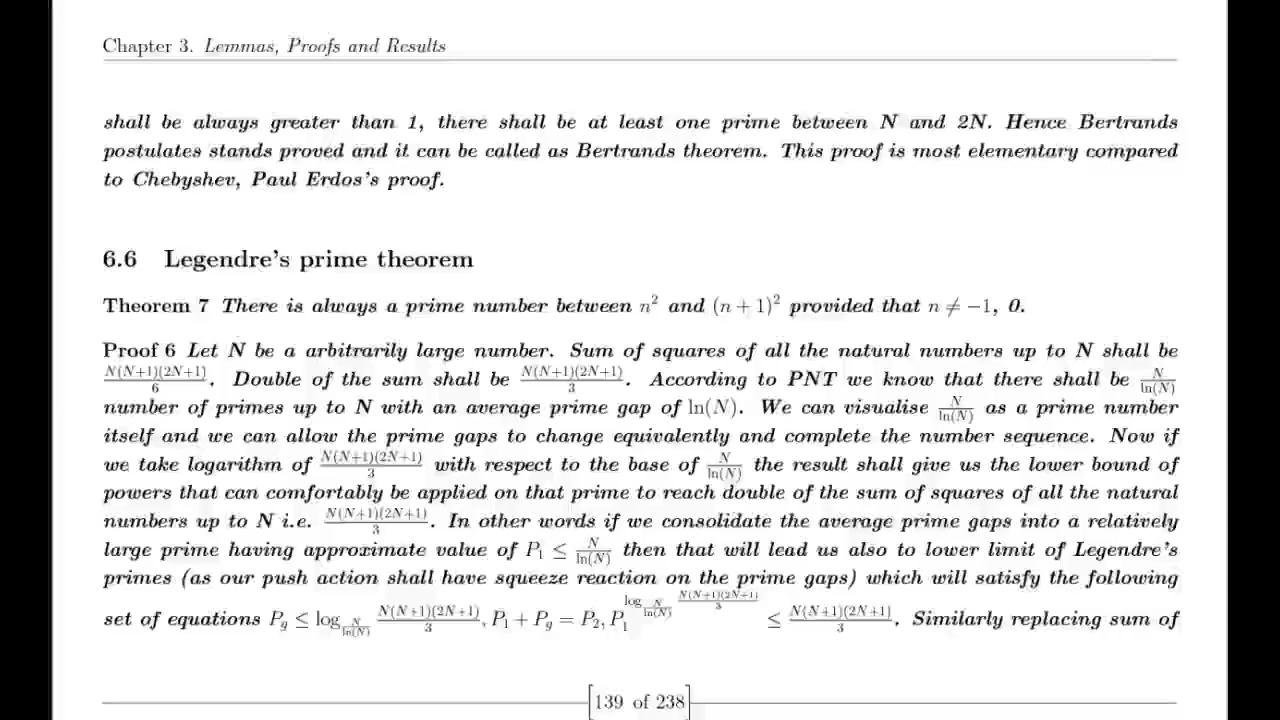 Chapter 3. Lemmas, Proofs and Results
shall be always greater than 1, there shall be at least one prime between N and 2N. Hence Bertrands
postulates stands proved and it can be called as Bertrands theorem. This proof is most elementary compared
to Chebyshev, Paul Erdos's proof.
6.6 Legendre's prime theorem
Theorem 7 There is always a prime number between n² and (n + 1)² provided that n ≠ −1, 0.
Proof 6 Let N be a arbitrarily large number. Sum of squares of all the natural numbers up to N shall be
N(N+1)(2N+1)/6. Double of the sum shall be N(N+1)(2N+1)/3. According to PNT we know that there shall be N/ln(N)
number of primes up to N with an average prime gap of ln(N). We can visualise N/ln(N) as a prime number
itself and we can allow the prime gaps to change equivalently and complete the number sequence. Now if
we take logarithm of N(N+1)(2N+1)/3 with respect to the base of N/ln(N) the result shall give us the lower bound of
powers that can comfortably be applied on that prime to reach double of the sum of squares of all the natural
numbers up to N i.e. N(N+1)(2N+1)/3. In other words if we consolidate the average prime gaps into a relatively
large prime having approximate value of P₁ ≤ N/ln(N) then that will lead us also to lower limit of Legendre's
primes (as our push action shall have squeeze reaction on the prime gaps) which will satisfy the following
set of equations P_g ≤ log_{N/ln(N)} N(N+1)(2N+1)/3, P₁ + P_g = P₂, P₁^{log_{N/ln(N)} N(N+1)(2N+1)/3} ≤ N(N+1)(2N+1)/3. Similarly replacing sum of
[139 of 238]